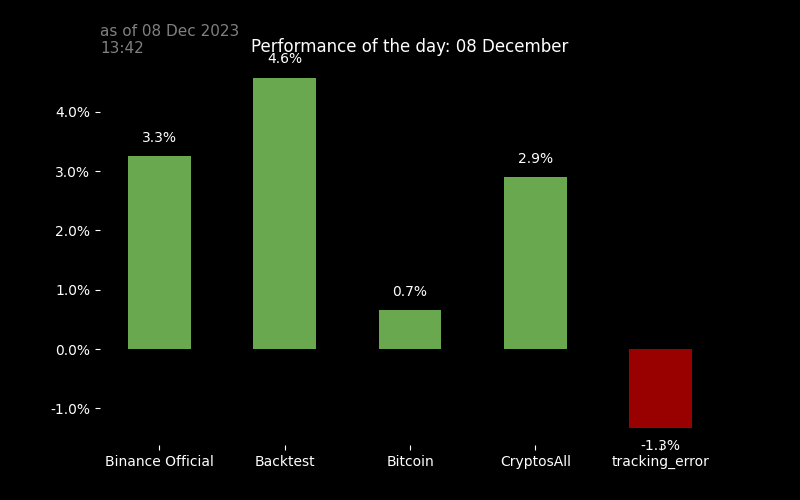 as of 08 Dec 2023
13:42
Performance of the day: 08 December
4.6%
4.0%
3.3%
3.0%
2.9%
2.0%
1.0%
0.7%
0.0%
-1.0%
-1.3%
Binance Official
Backtest
Bitcoin
CryptosAll
tracking_error